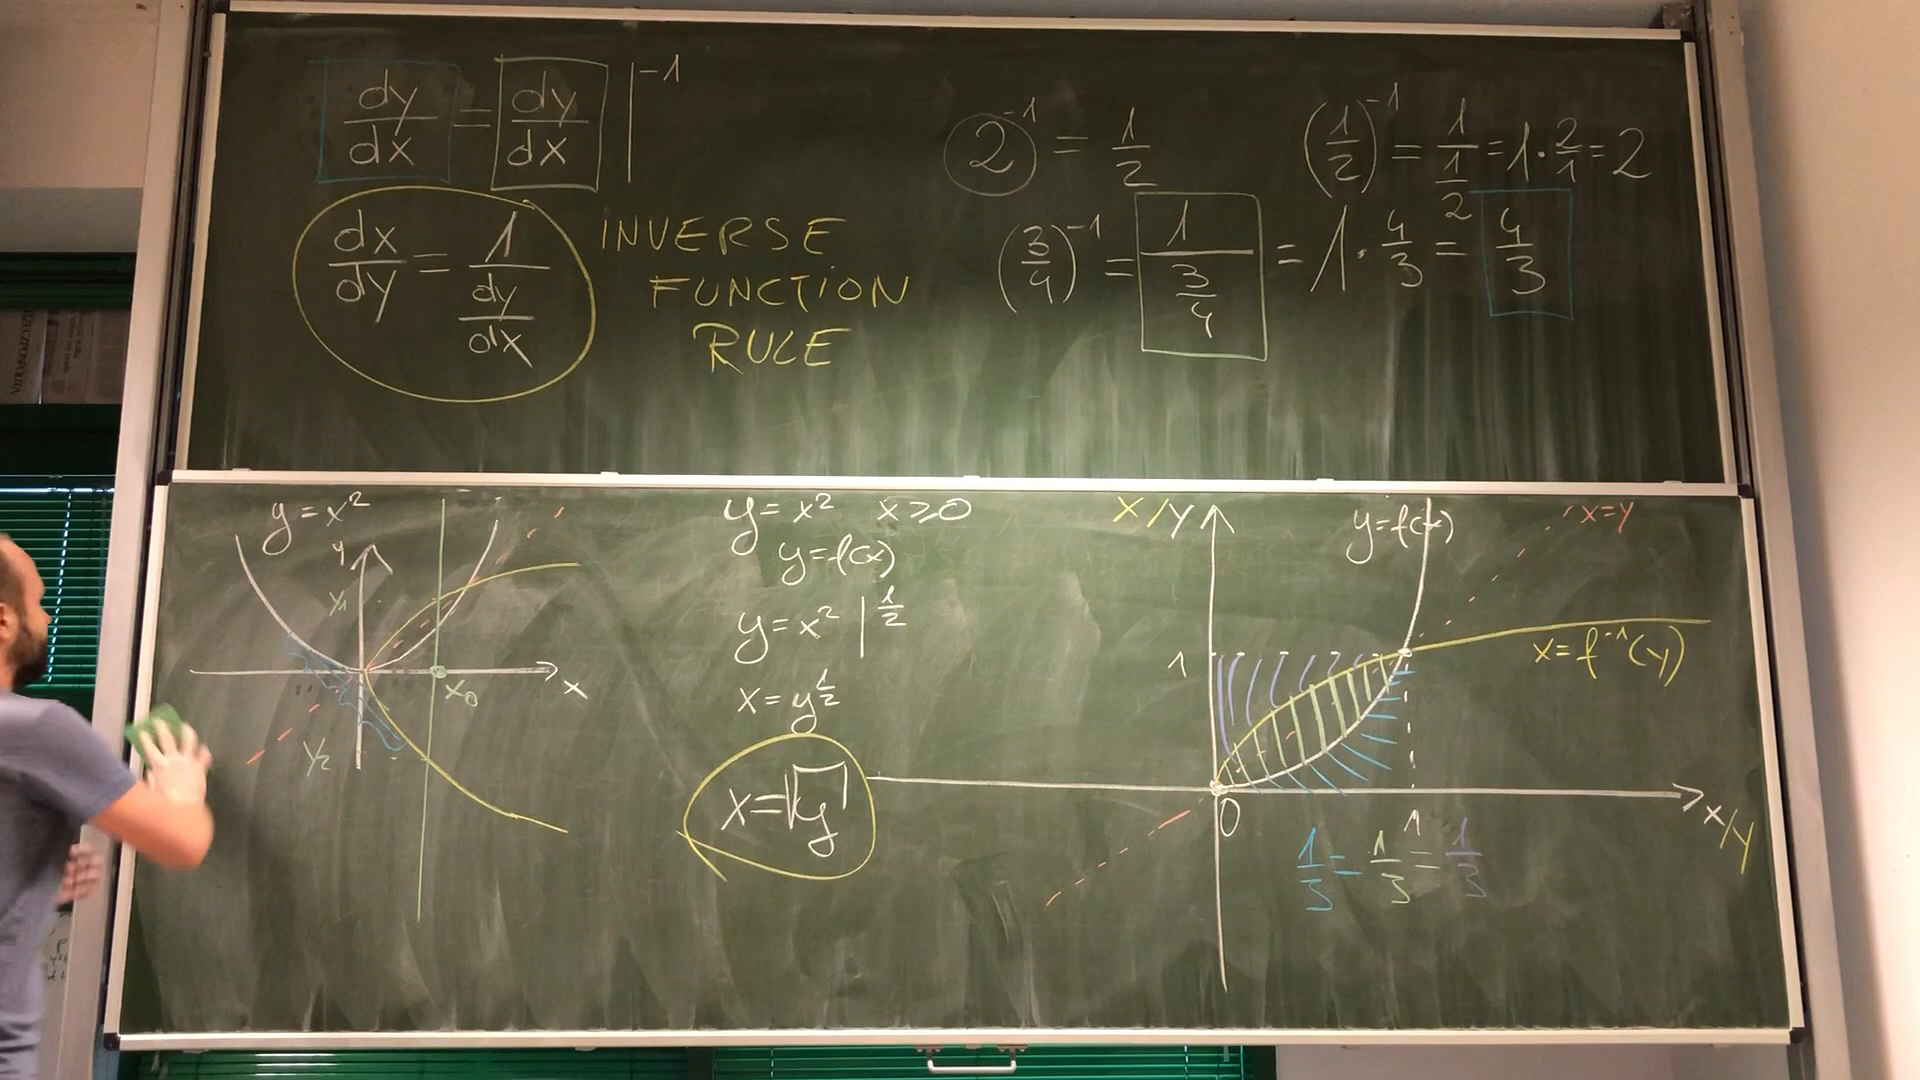 dy/dx = dy/dx |⁻¹
dx/dy = 1/(dy/dx)
INVERSE
FUNCTION
RULE
2⁻¹ = 1/2
(1/2)⁻¹ = 1/(1/2) = 1 · 2/1 = 2
(3/4)⁻¹ = 1/(3/4) = 1 · 4/3 = 4/3
y = x²
y
y₁
x₀
x
y₂
y = x² x ≥ 0
y = f(x)
y = x² | 1/2
x = y^(1/2)
x = √y
x/y
y = f(x)
x = y
1
x = f⁻¹(y)
0
1
x/y
1/3 = 1/3 = 1/3